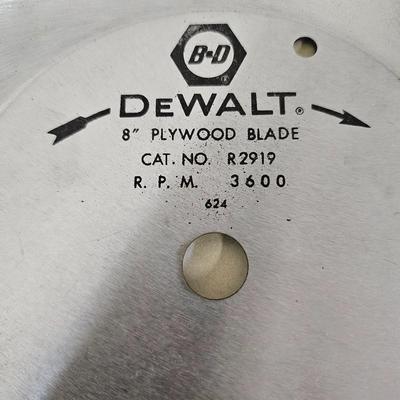 B&D
®
DEWALT®
8" PLYWOOD BLADE
CAT. NO. R2919
R. P. M. 3600
624